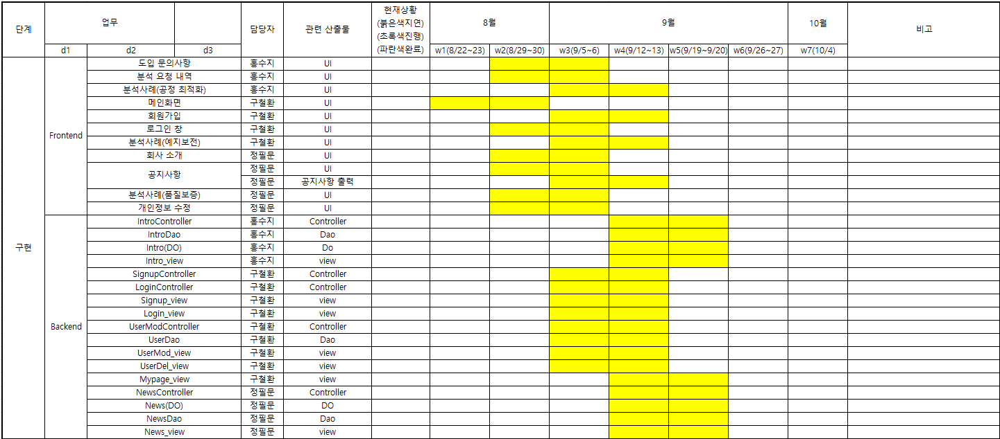 단계 업무 담당자 관련 산출물 현재상황 (붉은색지연) (초록색진행) (파란색완료) 8월 9월 10월 비고
d1 d2 d3 w1(8/22~23) w2(8/29~30) w3(9/5~6) w4(9/12~13) w5(9/19~9/20) w6(9/26~27) w7(10/4)
구현
Frontend
도입 문의사항 홍수지 UI
분석 요청 내역 홍수지 UI
분석사례(공정 최적화) 홍수지 UI
메인화면 구철환 UI
회원가입 구철환 UI
로그인 창 구철환 UI
분석사례(예지보전) 구철환 UI
회사 소개 정필문 UI
공지사항 정필문 UI
정필문 공지사항 출력
분석사례(품질보증) 정필문 UI
개인정보 수정 정필문 UI
Backend
IntroController 홍수지 Controller
IntroDao 홍수지 Dao
Intro(DO) 홍수지 Do
Intro_view 홍수지 view
SignupController 구철환 Controller
LoginController 구철환 Controller
Signup_view 구철환 view
Login_view 구철환 view
UserModController 구철환 Controller
UserDao 구철환 Dao
UserMod_view 구철환 view
UserDel_view 구철환 view
Mypage_view 구철환 view
NewsController 정필문 Controller
News(DO) 정필문 DO
NewsDao 정필문 Dao
News_view 정필문 view